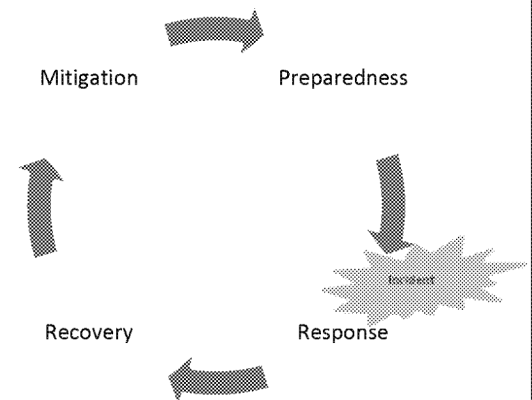 Mitigation
Preparedness
Incident
Recovery
Response